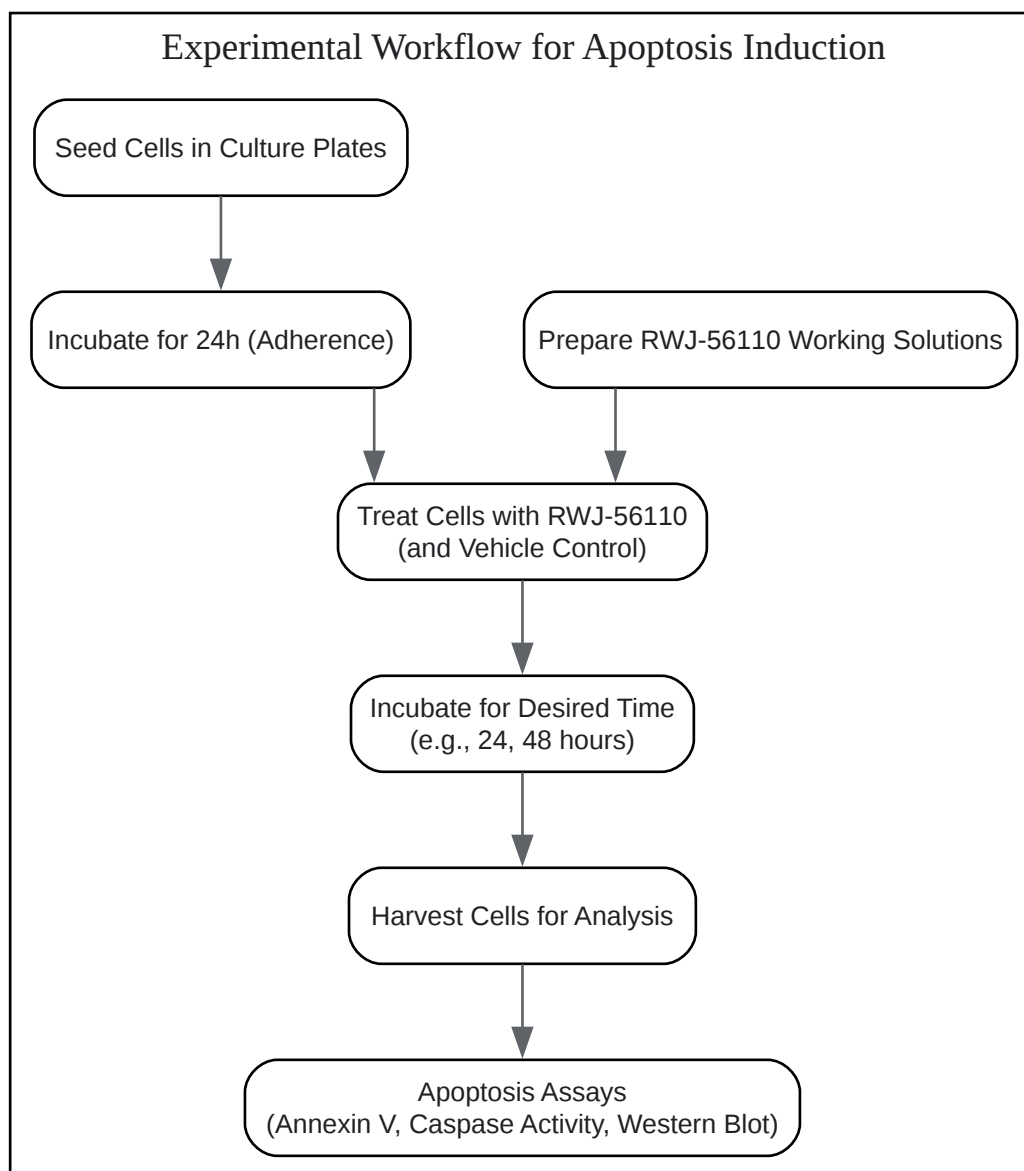 Experimental Workflow for Apoptosis Induction
Seed Cells in Culture Plates
Incubate for 24h (Adherence)
Prepare RWJ-56110 Working Solutions
Treat Cells with RWJ-56110
(and Vehicle Control)
Incubate for Desired Time
(e.g., 24, 48 hours)
Harvest Cells for Analysis
Apoptosis Assays
(Annexin V, Caspase Activity, Western Blot)